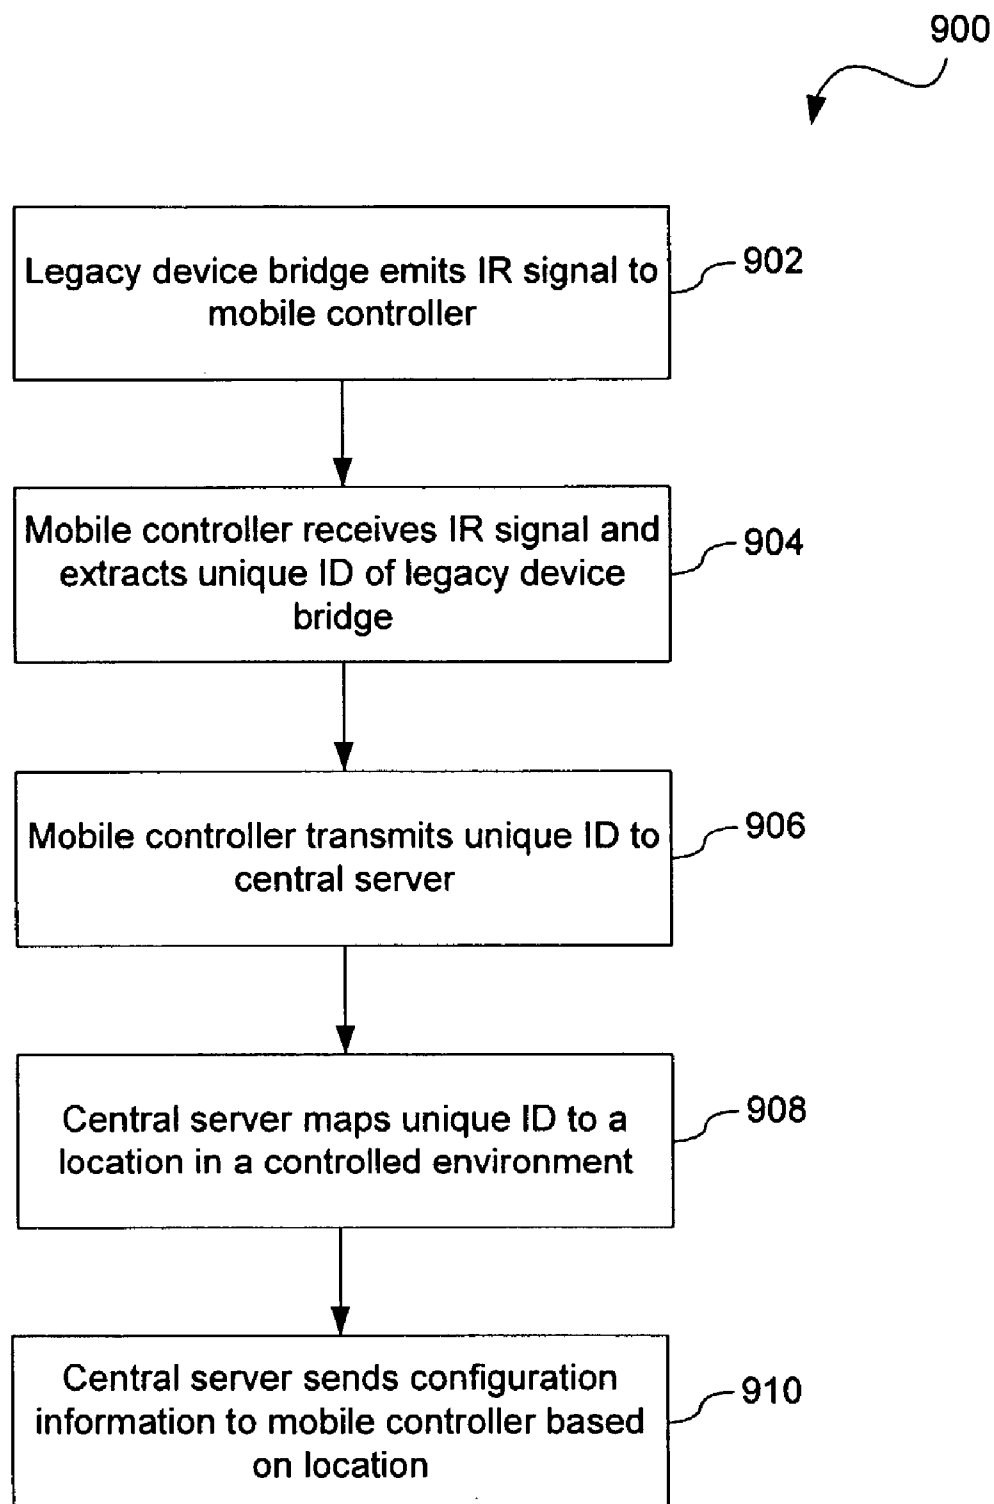 900
Legacy device bridge emits IR signal to
mobile controller
902
Mobile controller receives IR signal and
extracts unique ID of legacy device
bridge
904
Mobile controller transmits unique ID to
central server
906
Central server maps unique ID to a
location in a controlled environment
908
Central server sends configuration
information to mobile controller based
on location
910